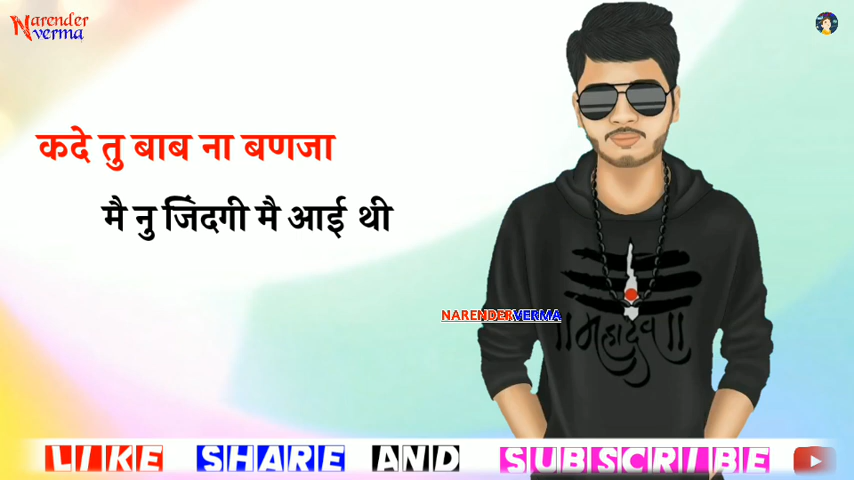 Narender
verma
कदे तु बाब ना बणजा
मै नु जिंदगी मै आई थी
NARENDERVERMA
॥महादेव॥
LIKE SHARE AND SUBSCRIBE